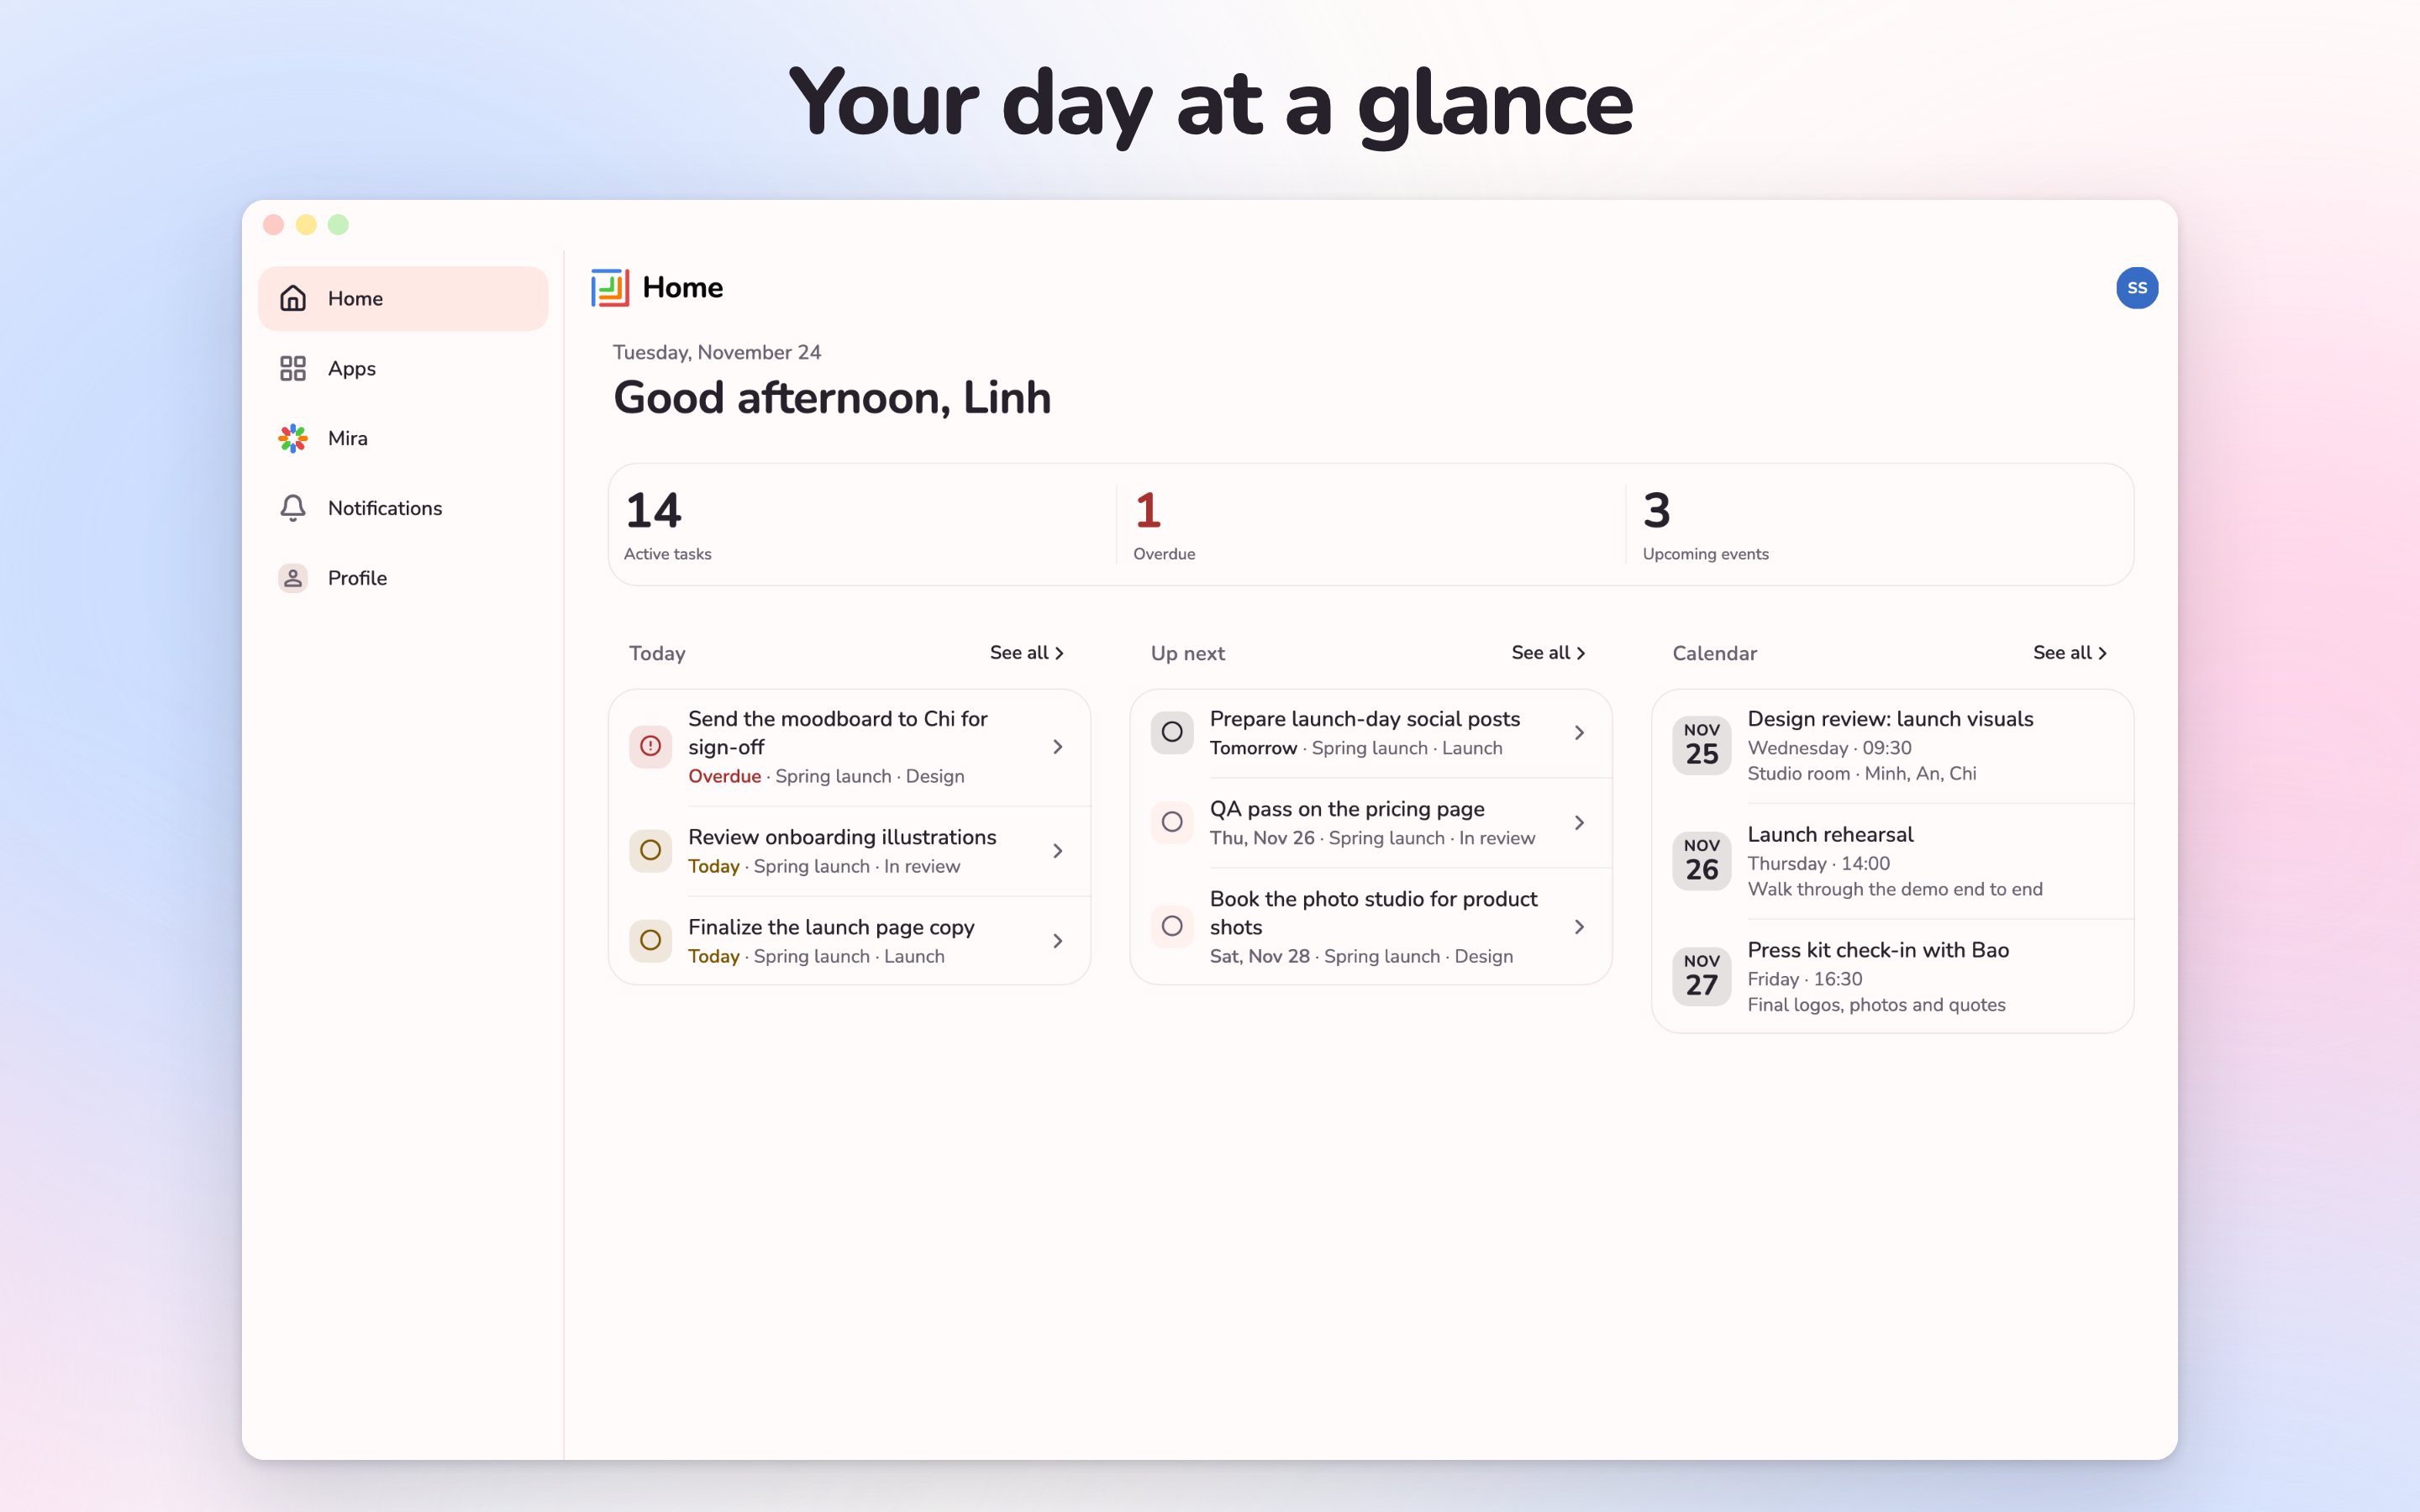 Your day at a glance
Home
Apps
Mira
Notifications
Profile
Home
SS
Tuesday, November 24
Good afternoon, Linh
14
Active tasks
1
Overdue
3
Upcoming events
Today
See all
Send the moodboard to Chi for
sign-off
Overdue · Spring launch · Design
Review onboarding illustrations
Today · Spring launch · In review
Finalize the launch page copy
Today · Spring launch · Launch
Up next
See all
Prepare launch-day social posts
Tomorrow · Spring launch · Launch
QA pass on the pricing page
Thu, Nov 26 · Spring launch · In review
Book the photo studio for product
shots
Sat, Nov 28 · Spring launch · Design
Calendar
See all
NOV
25
Design review: launch visuals
Wednesday · 09:30
Studio room · Minh, An, Chi
NOV
26
Launch rehearsal
Thursday · 14:00
Walk through the demo end to end
NOV
27
Press kit check-in with Bao
Friday · 16:30
Final logos, photos and quotes